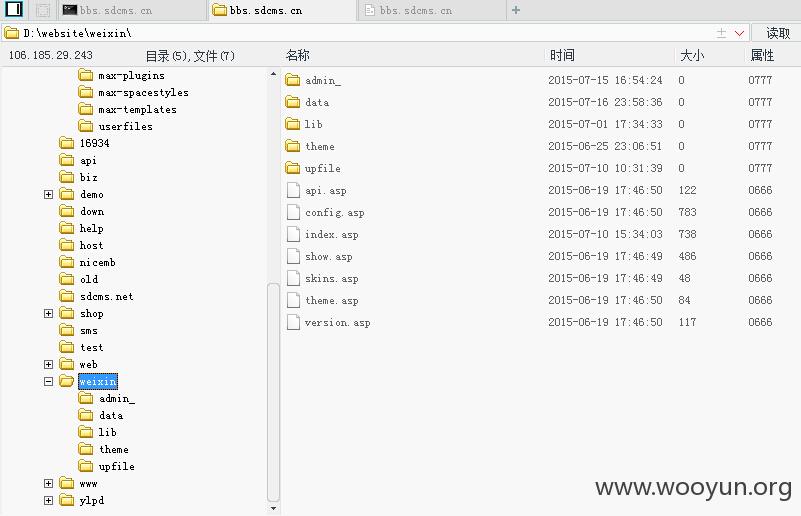 bbs.sdcms.cn bbs.sdcms.cn bbs.sdcms.cn
D:\website\weixin\ 读取
106.185.29.243 目录(5),文件(7) 名称 时间 大小 属性
max-plugins
max-spacestyles
max-templates
userfiles
16934
api
biz
demo
down
help
host
nicemb
old
sdcms.net
shop
sms
test
web
weixin
admin_
data
lib
theme
upfile
www
ylpd
admin_ 2015-07-15 16:54:24 0 0777
data 2015-07-16 23:58:36 0 0777
lib 2015-07-01 17:34:33 0 0777
theme 2015-06-25 23:06:51 0 0777
upfile 2015-07-10 10:31:39 0 0777
api.asp 2015-06-19 17:46:50 122 0666
config.asp 2015-06-19 17:46:50 783 0666
index.asp 2015-07-10 15:34:03 738 0666
show.asp 2015-06-19 17:46:49 486 0666
skins.asp 2015-06-19 17:46:49 48 0666
theme.asp 2015-06-19 17:46:50 84 0666
version.asp 2015-06-19 17:46:50 117 0666
www.wooyun.org